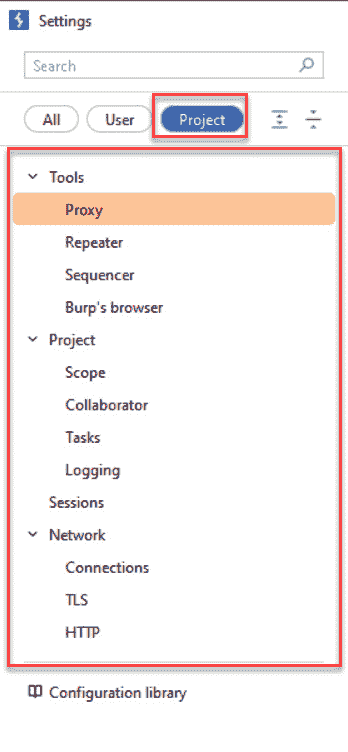 Settings
Search
All User Project
Tools
Proxy
Repeater
Sequencer
Burp's browser
Project
Scope
Collaborator
Tasks
Logging
Sessions
Network
Connections
TLS
HTTP
Configuration library